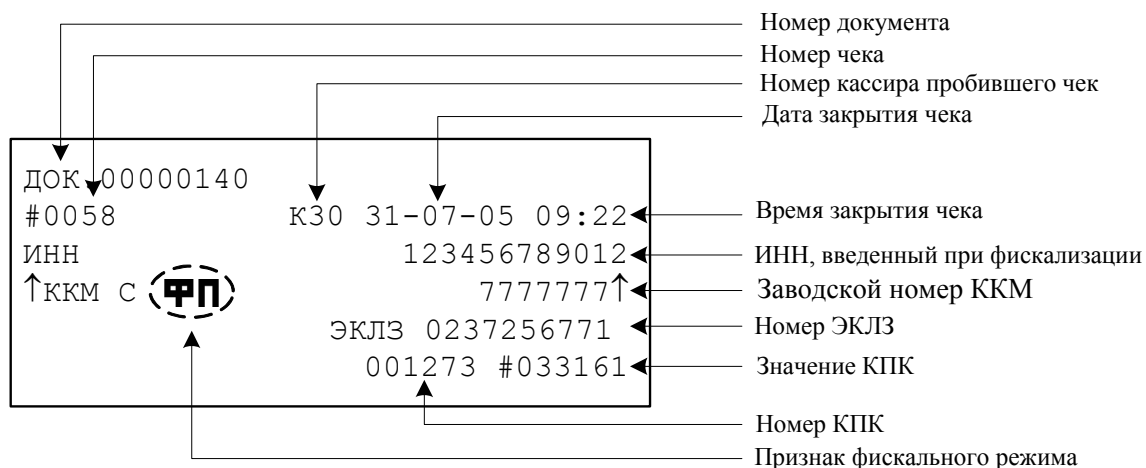 Номер документа
Номер чека
Номер кассира пробившего чек
Дата закрытия чека
ДОК.00000140
#0058 К30 31-07-05 09:22
Время закрытия чека
ИНН 123456789012
ИНН, введенный при фискализации
↑ККМ С ФП 7777777↑
Заводской номер ККМ
ЭКЛЗ 0237256771
Номер ЭКЛЗ
001273 #033161
Значение КПК
Номер КПК
Признак фискального режима